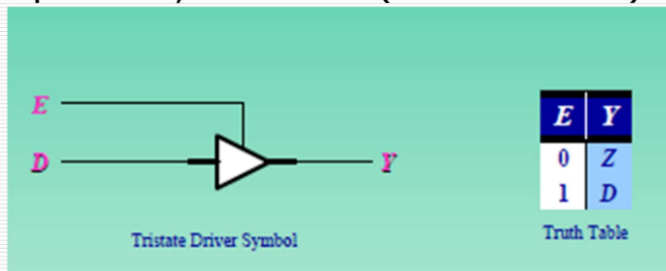 E
D
Y
Tristate Driver Symbol
E Y
0 Z
1 D
Truth Table